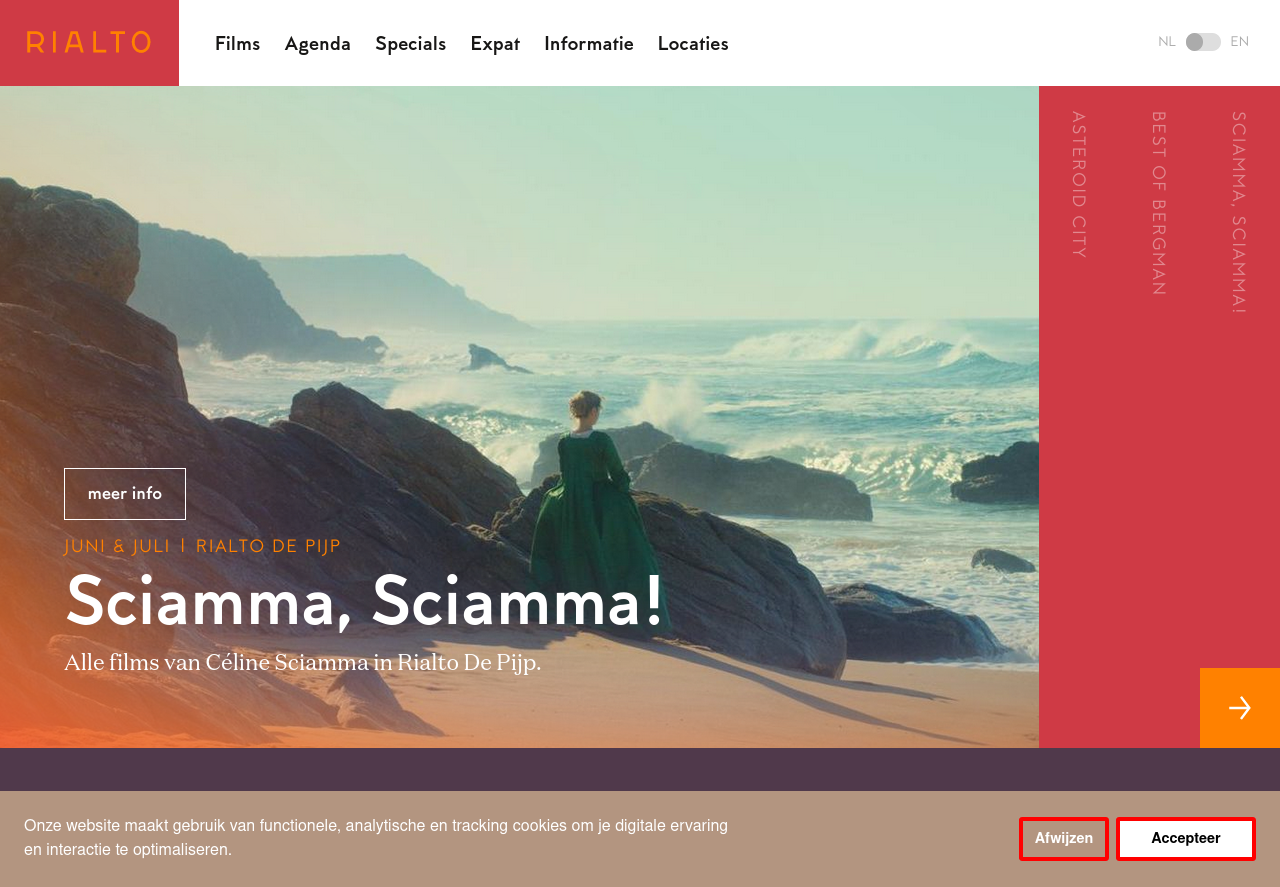 RIALTO
Films Agenda Specials Expat Informatie Locaties
NL EN
ASTEROID CITY
BEST OF BERGMAN
SCIAMMA, SCIAMMA!
meer info
JUNI & JULI | RIALTO DE PIJP
Sciamma, Sciamma!
Alle films van Céline Sciamma in Rialto De Pijp.
Onze website maakt gebruik van functionele, analytische en tracking cookies om je digitale ervaring
en interactie te optimaliseren.
Afwijzen Accepteer